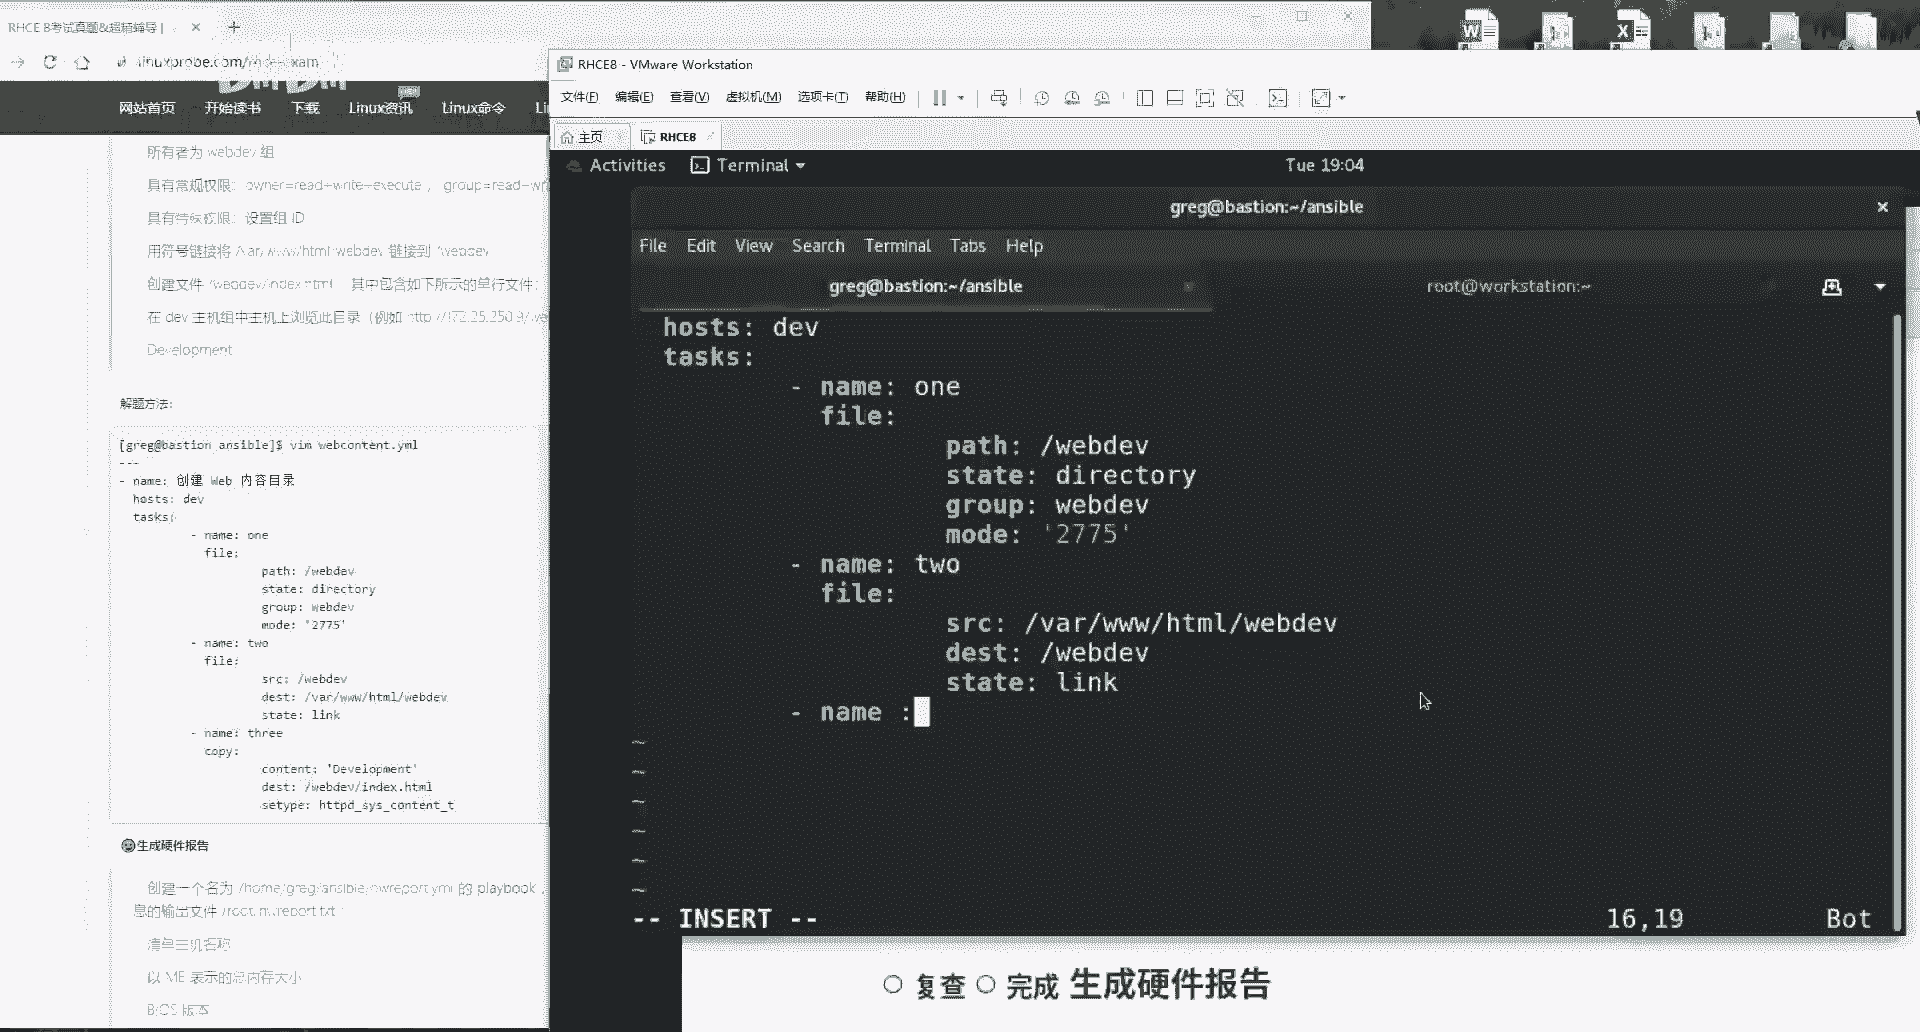 RHCE 8考试真题&超精辅导 |
RHCE8 - VMware Workstation
文件(F) 编辑(E) 查看(V) 虚拟机(M) 选项卡(T) 帮助(H)
网站首页 开始读书 下载 Linux资讯 Linux命令
主页 RHCE8
Activities Terminal Tue 19:04
所有者为 webdev 组
具有常规权限：owner=read+write+execute ， group=read+
具有特殊权限：设置组 ID
用符号链接将 /var/www/html/webdev 链接到 /webdev
创建文件 /webdev/index.html ，其中包含如下所示的单行文件：
在 dev 主机组中主机上浏览此目录（例如 http://172.25.250.9/
Development
解题方法:
[greg@bastion ansible]$ vim webcontent.yml
---
- name: 创建 Web 内容目录
hosts: dev
tasks:
- name: one
file:
path: /webdev
state: directory
group: webdev
mode: '2775'
- name: two
file:
src: /webdev
dest: /var/www/html/webdev
state: link
- name: three
copy:
content: 'Development'
dest: /webdev/index.html
setype: httpd_sys_content_t
生成硬件报告
创建一个名为 /home/greg/ansible/hwreport.yml 的 playbook ，
息的输出文件 /root/hwreport.txt ：
清单主机名称
以 MB 表示的总内存大小
BIOS 版本
greg@bastion:~/ansible
File Edit View Search Terminal Tabs Help
greg@bastion:~/ansible root@workstation:~
hosts: dev
tasks:
- name: one
file:
path: /webdev
state: directory
group: webdev
mode: '2775'
- name: two
file:
src: /var/www/html/webdev
dest: /webdev
state: link
- name :
~
~
~
~
~
~
-- INSERT -- 16,19 Bot
复查 完成 生成硬件报告